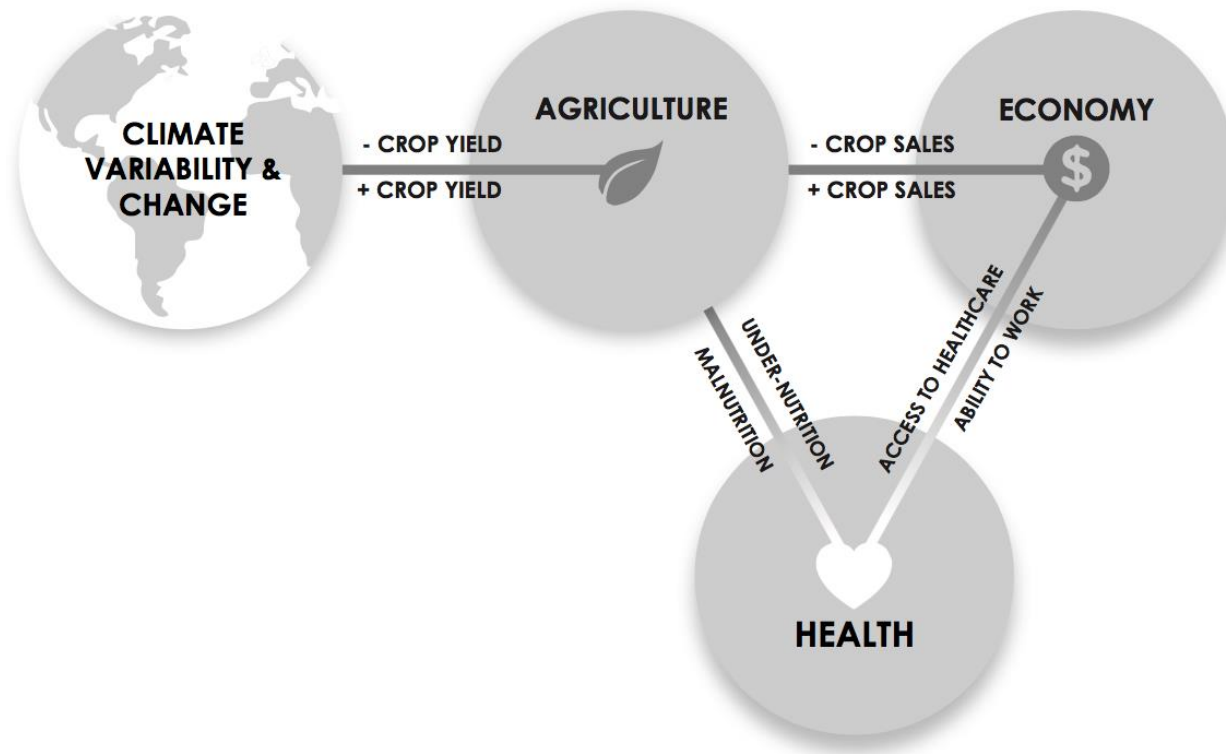 CLIMATE
VARIABILITY &
CHANGE
- CROP YIELD
+ CROP YIELD
AGRICULTURE
- CROP SALES
+ CROP SALES
ECONOMY
$
MALNUTRITION
UNDER-NUTRITION
ACCESS TO HEALTHCARE
ABILITY TO WORK
HEALTH